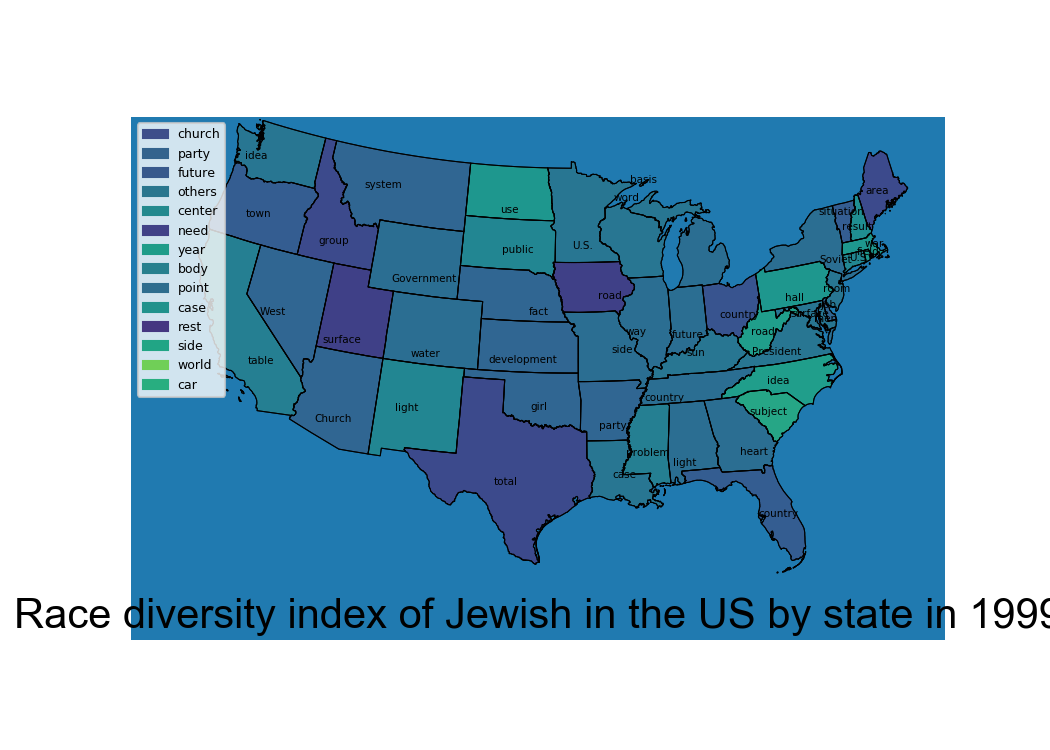 church
party
future
others
center
need
year
body
point
case
rest
side
world
car
idea
town
system
group
use
public
U.S.
word
basis
area
situation
result
Government
West
surface
water
fact
development
road
way
side
future
country
hall
Soviet
room
road
President
sun
table
Church
light
girl
party
country
idea
subject
problem
light
heart
case
total
country
Race diversity index of Jewish in the US by state in 1999